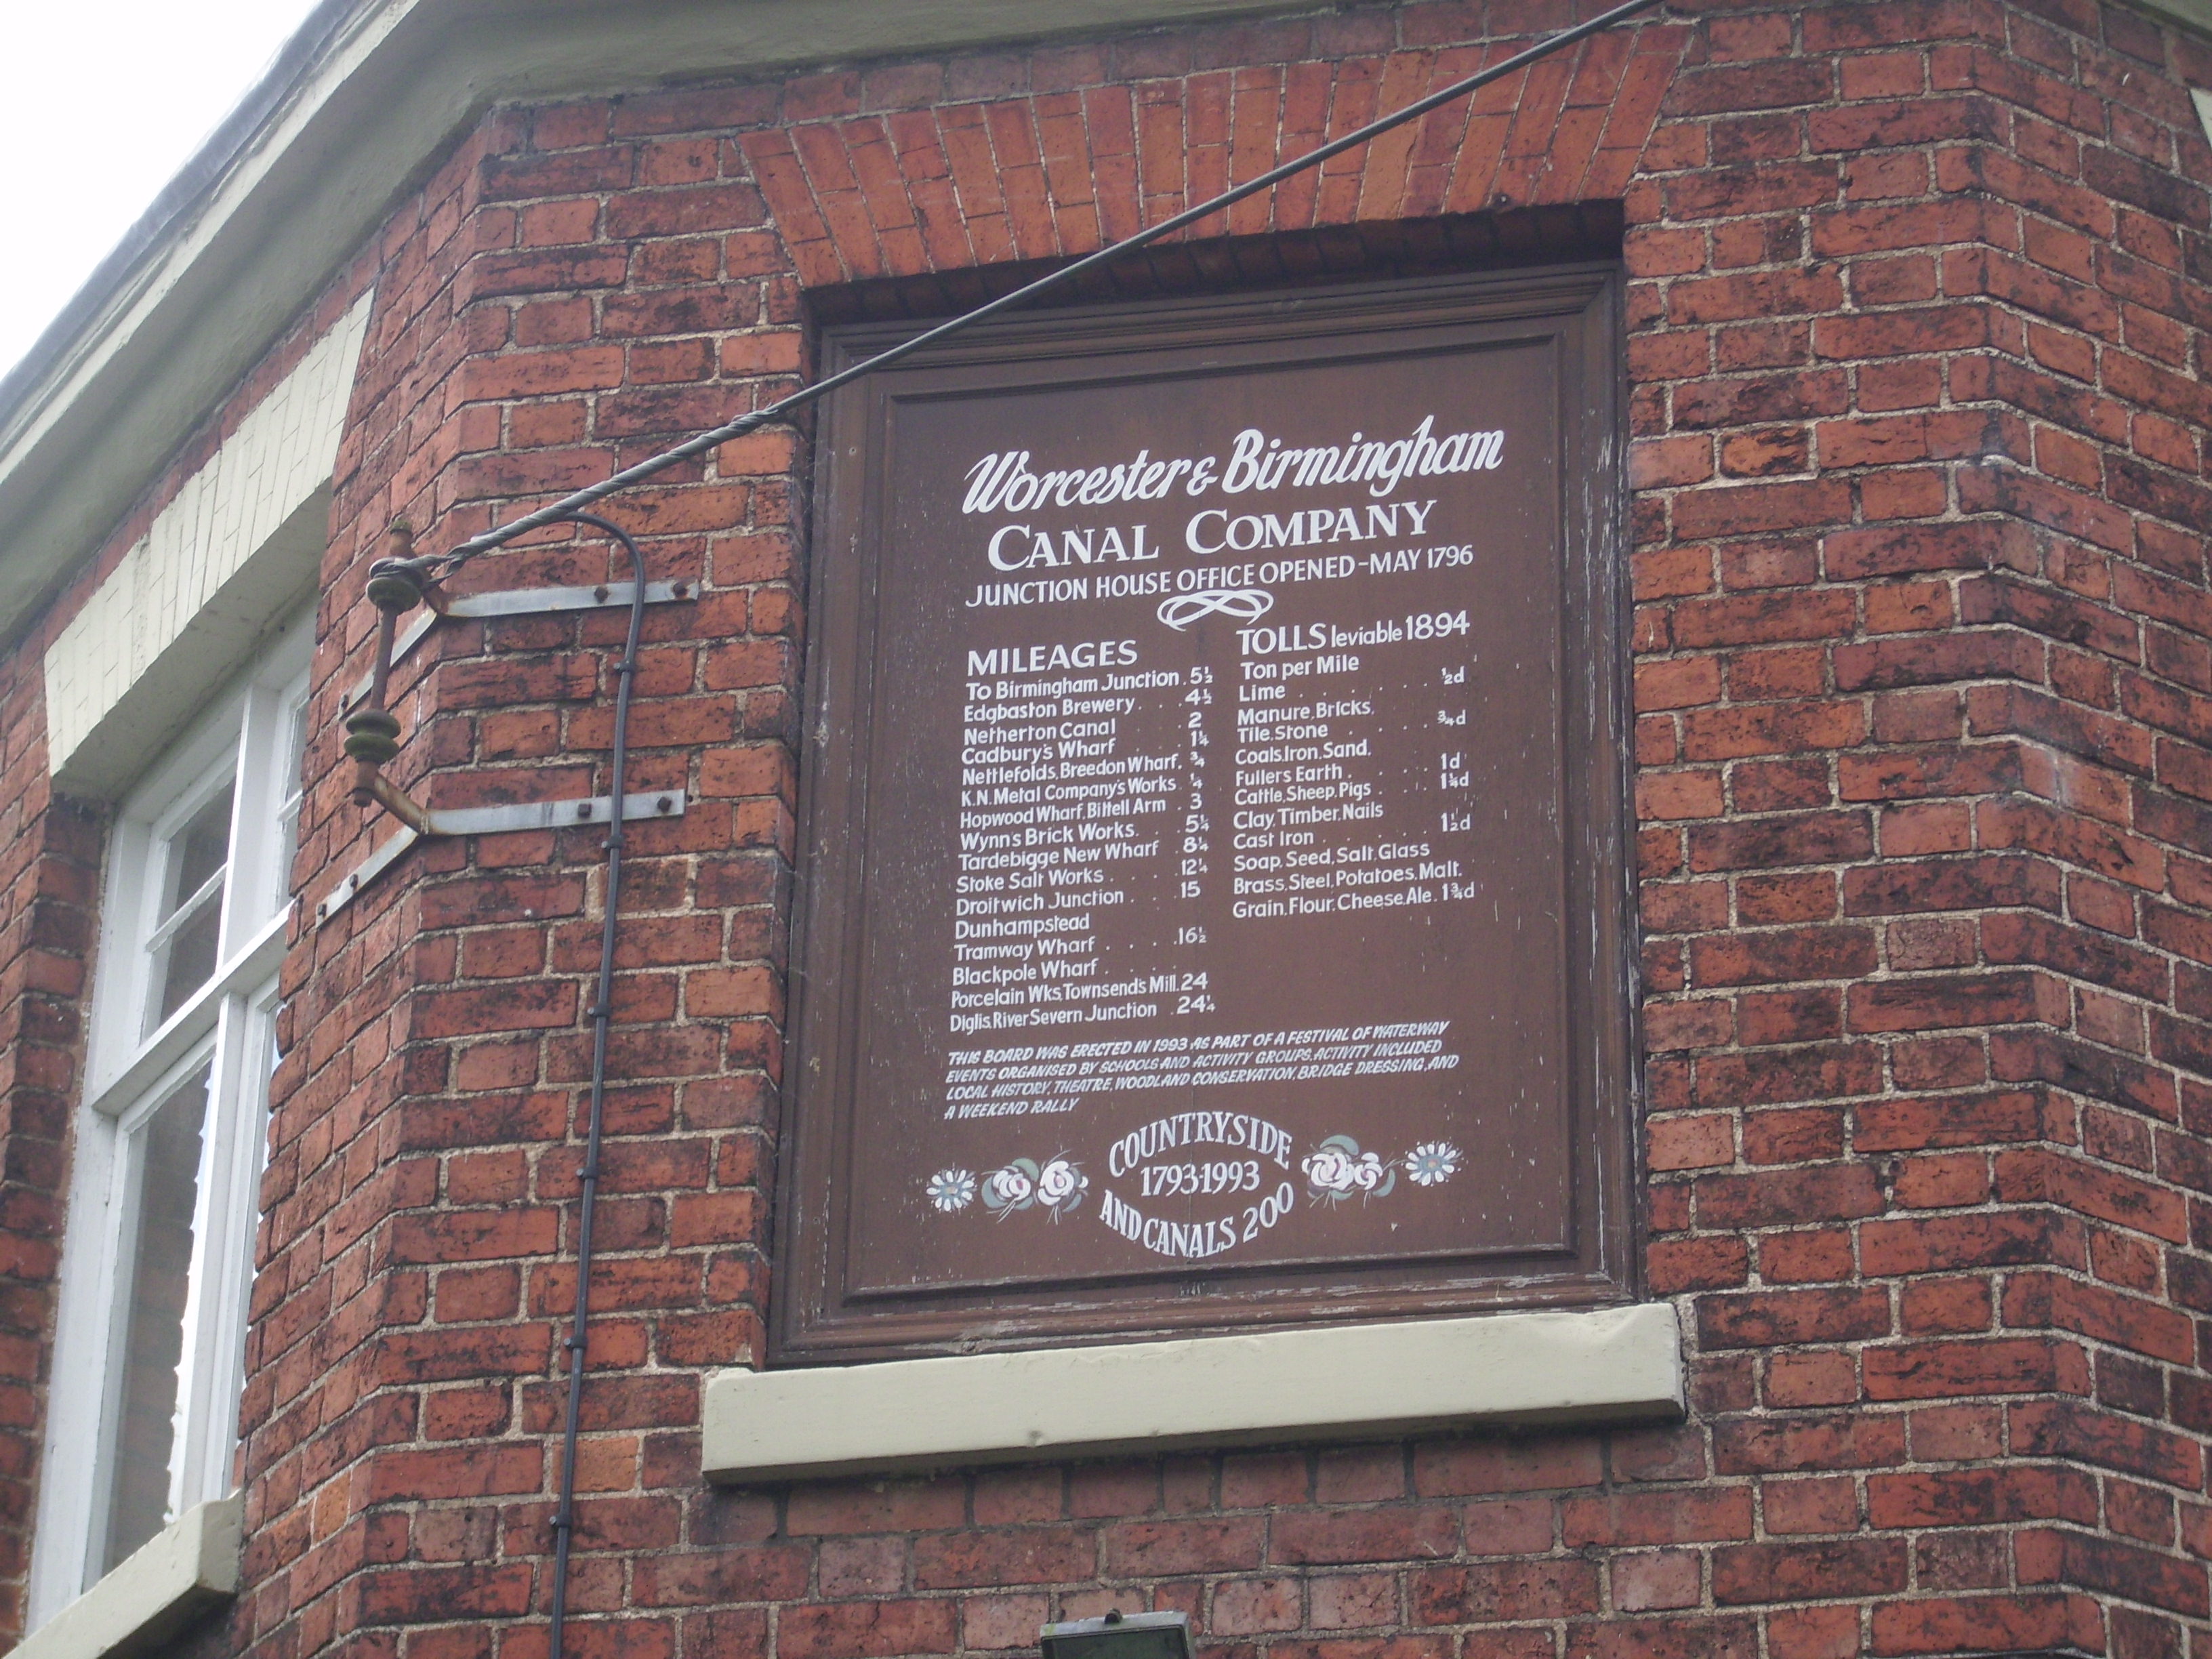 Worcester & Birmingham
CANAL COMPANY
JUNCTION HOUSE OFFICE OPENED - MAY 1796
MILEAGES
To Birmingham Junction . 5½
Edgbaston Brewery . . . 4½
Netherton Canal 2
Cadbury's Wharf . 1¼
Nettlefolds, Breedon Wharf. ¾
K.N. Metal Company's Works ¼
Hopwood Wharf, Bittell Arm . 3
Wynn's Brick Works. . . 5¼
Tardebigge New Wharf 8¼
Stoke Salt Works . . . . 12¼
Droitwich Junction . . . 15
Dunhampstead
Tramway Wharf . . . . . 16½
Blackpole Wharf . . . . .
Porcelain Wks, Townsend's Mill. 24
Diglis, River Severn Junction . 24¼
TOLLS leviable 1894
Ton per Mile
Lime . . . . . . . . ½d
Manure, Bricks,
Tile, Stone . . . . . . ¾d
Coals, Iron, Sand,
Fullers Earth . . . . . 1d
Cattle, Sheep, Pigs . . . . 1¼d
Clay, Timber, Nails
Cast Iron . . . . . . 1½d
Soap, Seed, Salt, Glass
Brass, Steel, Potatoes, Malt,
Grain, Flour, Cheese, Ale . 1¾d
THIS BOARD WAS ERECTED IN 1993 AS PART OF A FESTIVAL OF WATERWAY
EVENTS ORGANISED BY SCHOOLS AND ACTIVITY GROUPS, ACTIVITY INCLUDED
LOCAL HISTORY, THEATRE, WOODLAND CONSERVATION, BRIDGE DRESSING, AND
A WEEKEND RALLY
COUNTRYSIDE
1793-1993
AND CANALS 200